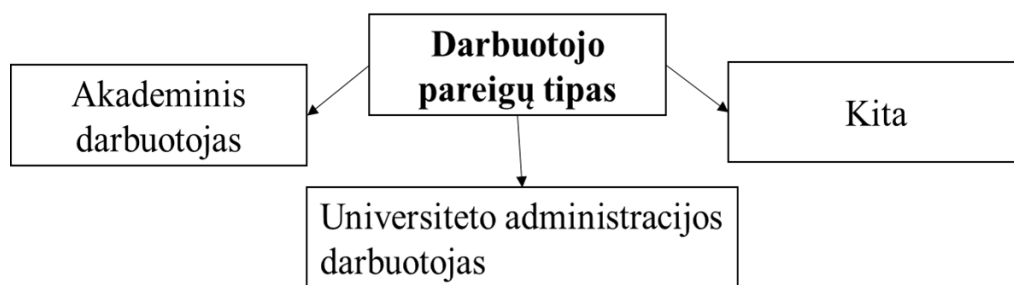 Darbuotojo
pareigų tipas
Akademinis
darbuotojas
Kita
Universiteto administracijos
darbuotojas